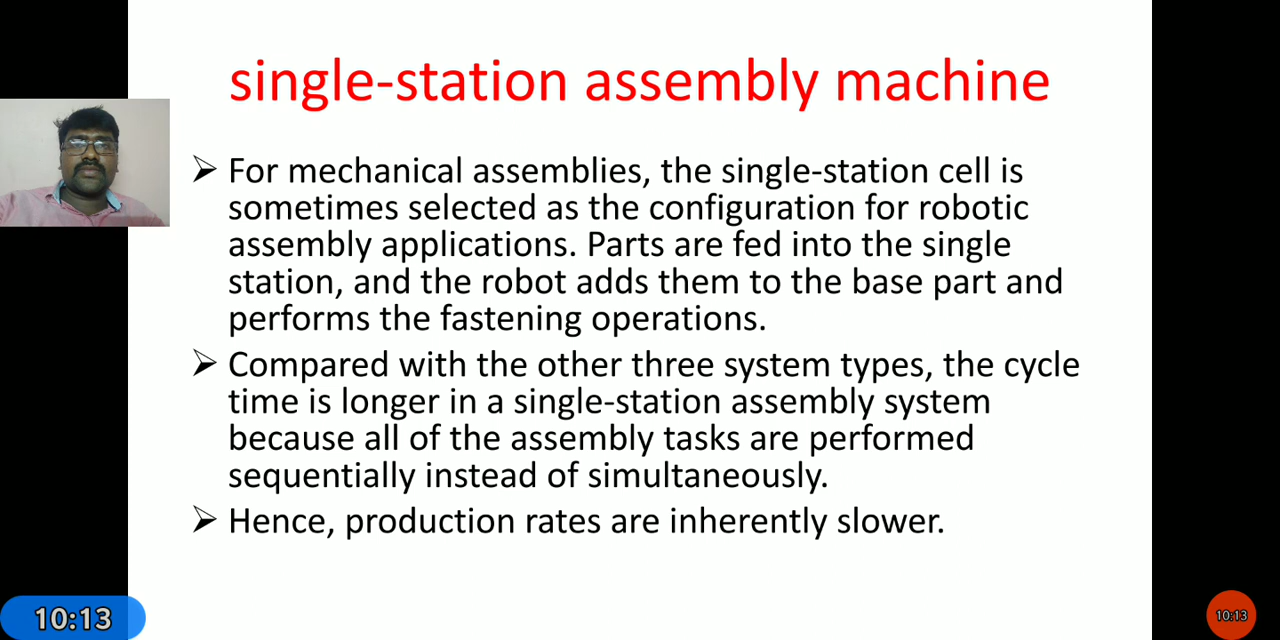 single-station assembly machine
➢ For mechanical assemblies, the single-station cell is
sometimes selected as the configuration for robotic
assembly applications. Parts are fed into the single
station, and the robot adds them to the base part and
performs the fastening operations.
➢ Compared with the other three system types, the cycle
time is longer in a single-station assembly system
because all of the assembly tasks are performed
sequentially instead of simultaneously.
➢ Hence, production rates are inherently slower.
10:13
10:13